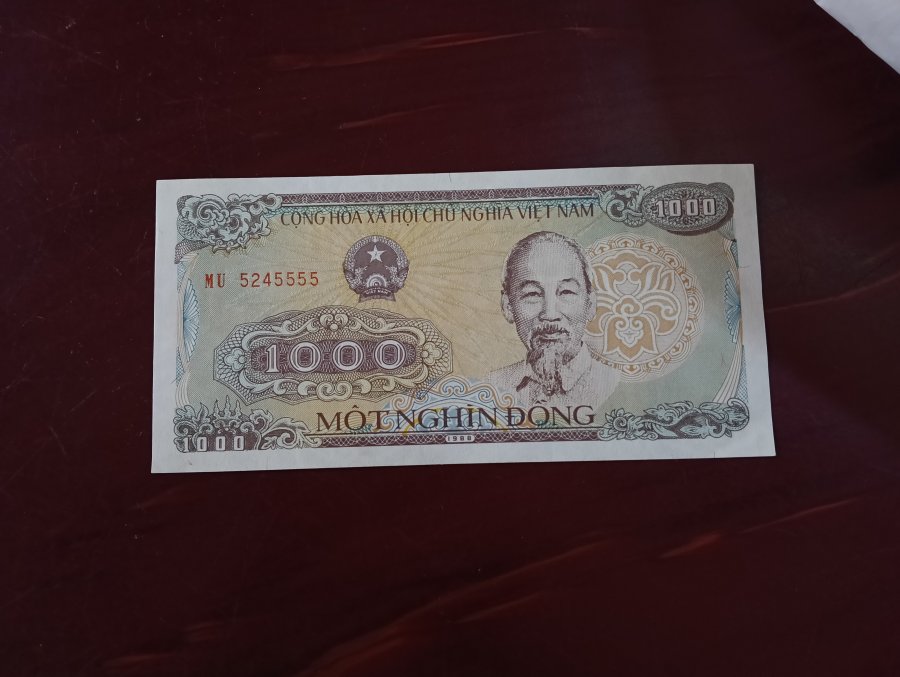 CỘNG HÒA XÃ HỘI CHỦ NGHĨA VIỆT NAM
1000
MU 5245555
1000
MỘT NGHÌN ĐỒNG
1000
1988